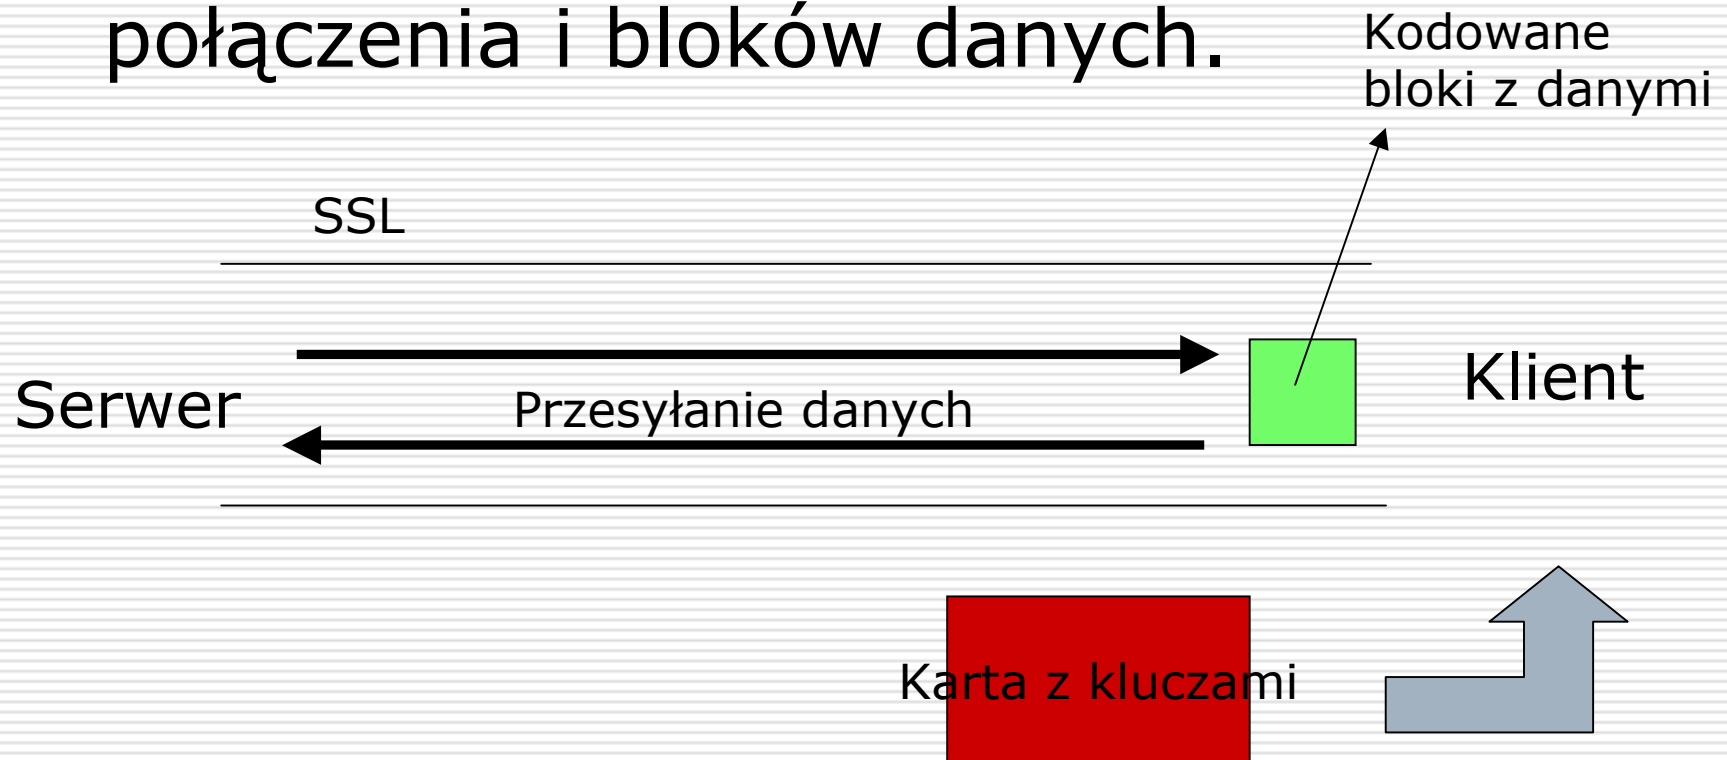 połączenia i bloków danych.
Kodowane
bloki z danymi
SSL
Serwer
Przesyłanie danych
Klient
Karta z kluczami